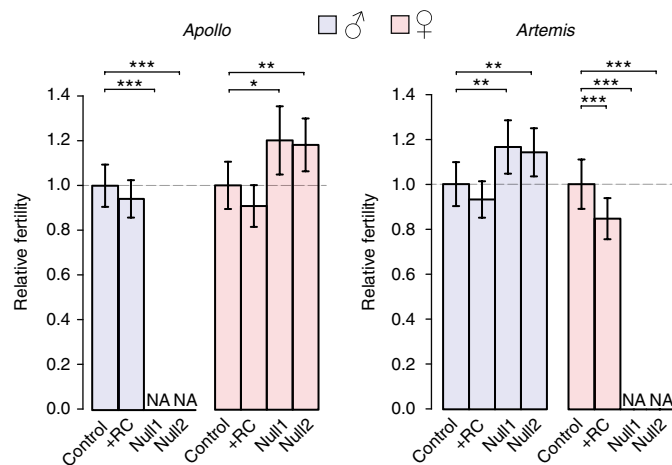 Apollo ♂ ♀ Artemis
*** ** ** ***
*** * ** ***
***
Relative fertility
1.4
1.2
1.0
0.8
0.6
0.4
0.2
0.0
NA NA
Control +RC Null1 Null2 Control +RC Null1 Null2
Relative fertility
1.4
1.2
1.0
0.8
0.6
0.4
0.2
0.0
NA NA
Control +RC Null1 Null2 Control +RC Null1 Null2